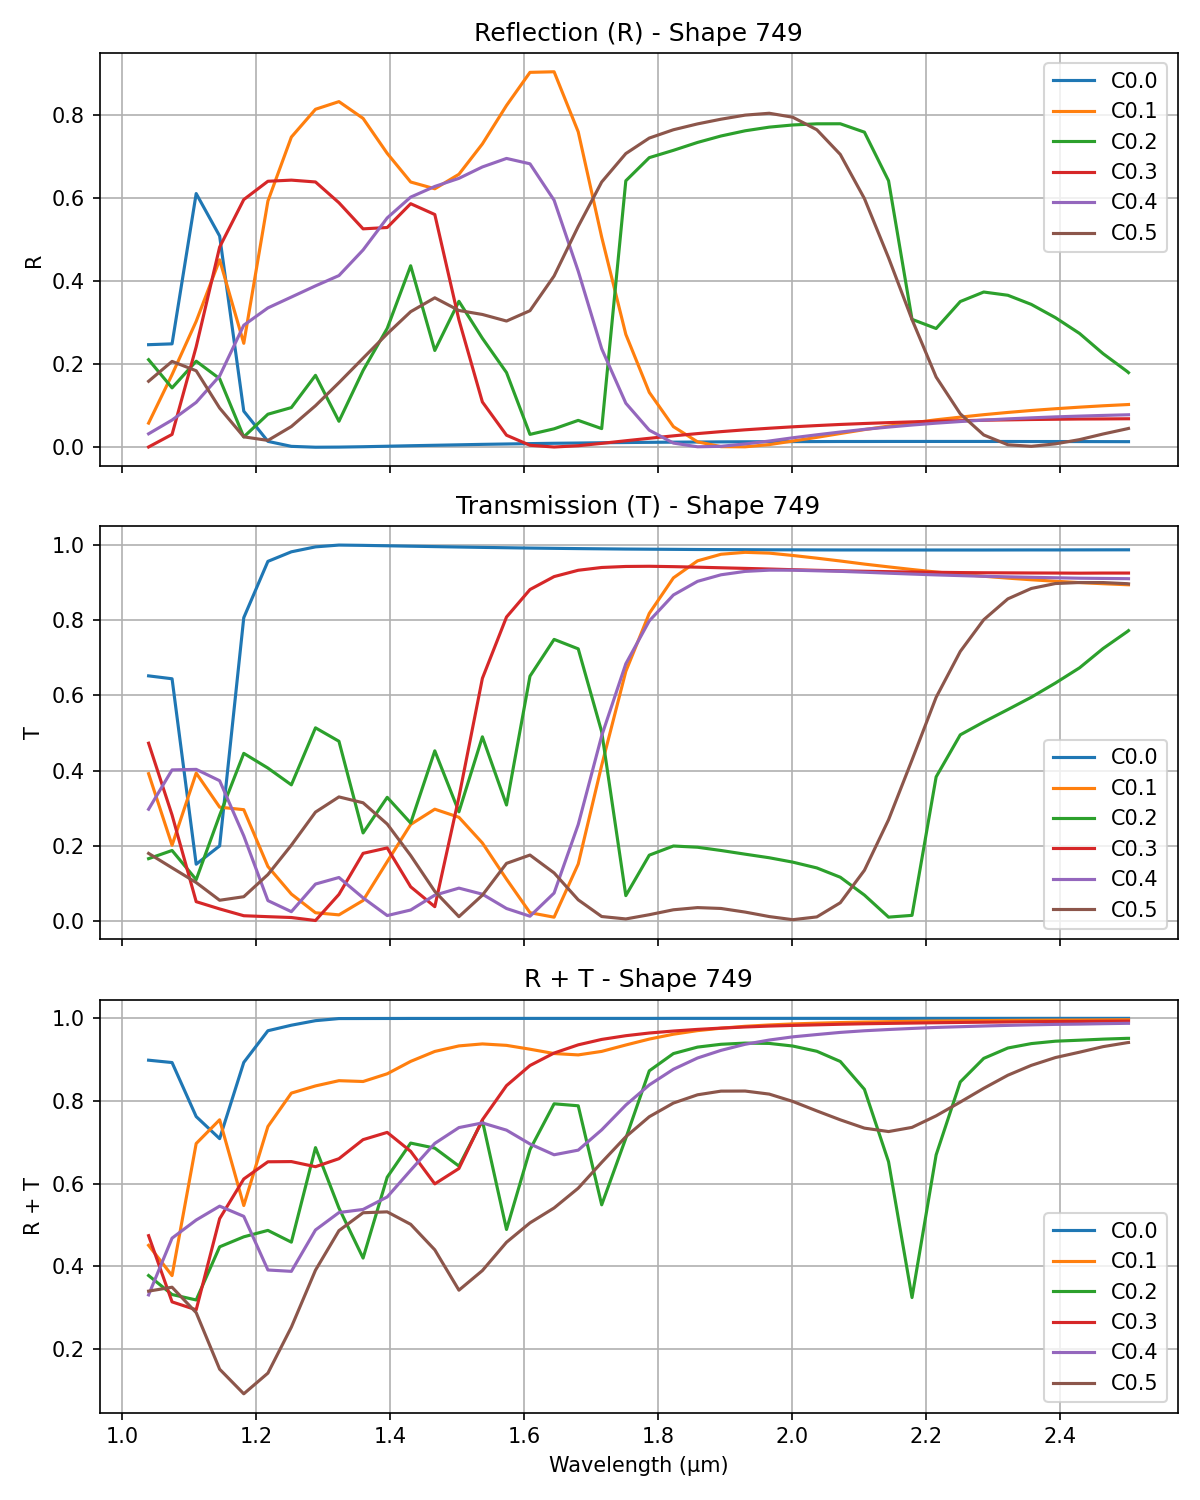 Reflection (R) - Shape 749
R
0.8
0.6
0.4
0.2
0.0
C0.0
C0.1
C0.2
C0.3
C0.4
C0.5
Transmission (T) - Shape 749
T
1.0
0.8
0.6
0.4
0.2
0.0
C0.0
C0.1
C0.2
C0.3
C0.4
C0.5
R + T - Shape 749
R + T
1.0
0.8
0.6
0.4
0.2
C0.0
C0.1
C0.2
C0.3
C0.4
C0.5
1.0 1.2 1.4 1.6 1.8 2.0 2.2 2.4
Wavelength (μm)